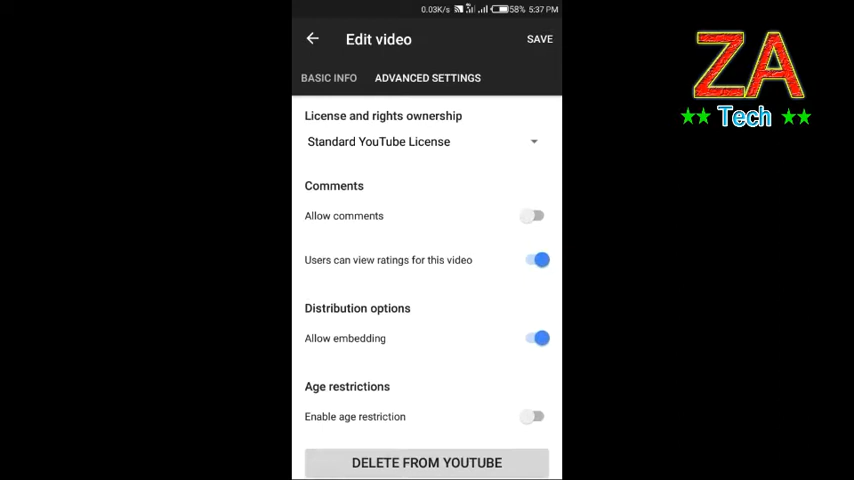 0.03K/s 58% 5:37 PM
Edit video SAVE
BASIC INFO ADVANCED SETTINGS
License and rights ownership
Standard YouTube License
Comments
Allow comments
Users can view ratings for this video
Distribution options
Allow embedding
Age restrictions
Enable age restriction
DELETE FROM YOUTUBE
ZA
Tech